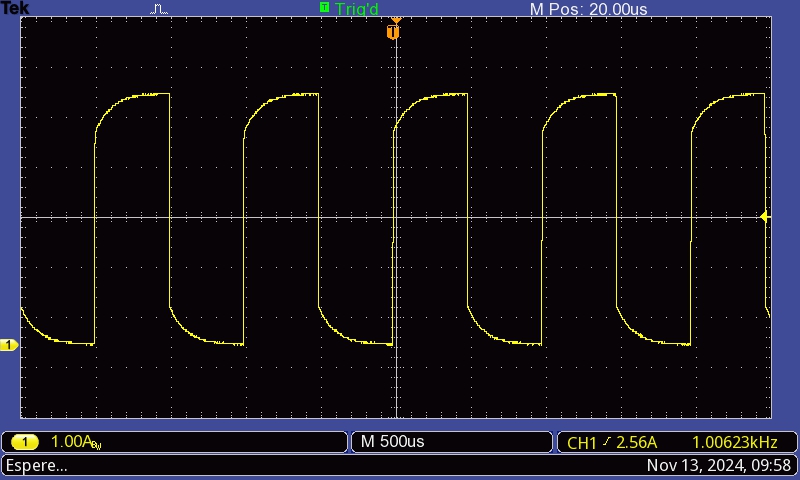 Tek T Trig'd M Pos: 20.00us
T
1
1 1.00A BW M 500us CH1 2.56A 1.00623kHz
Espere... Nov 13, 2024, 09:58